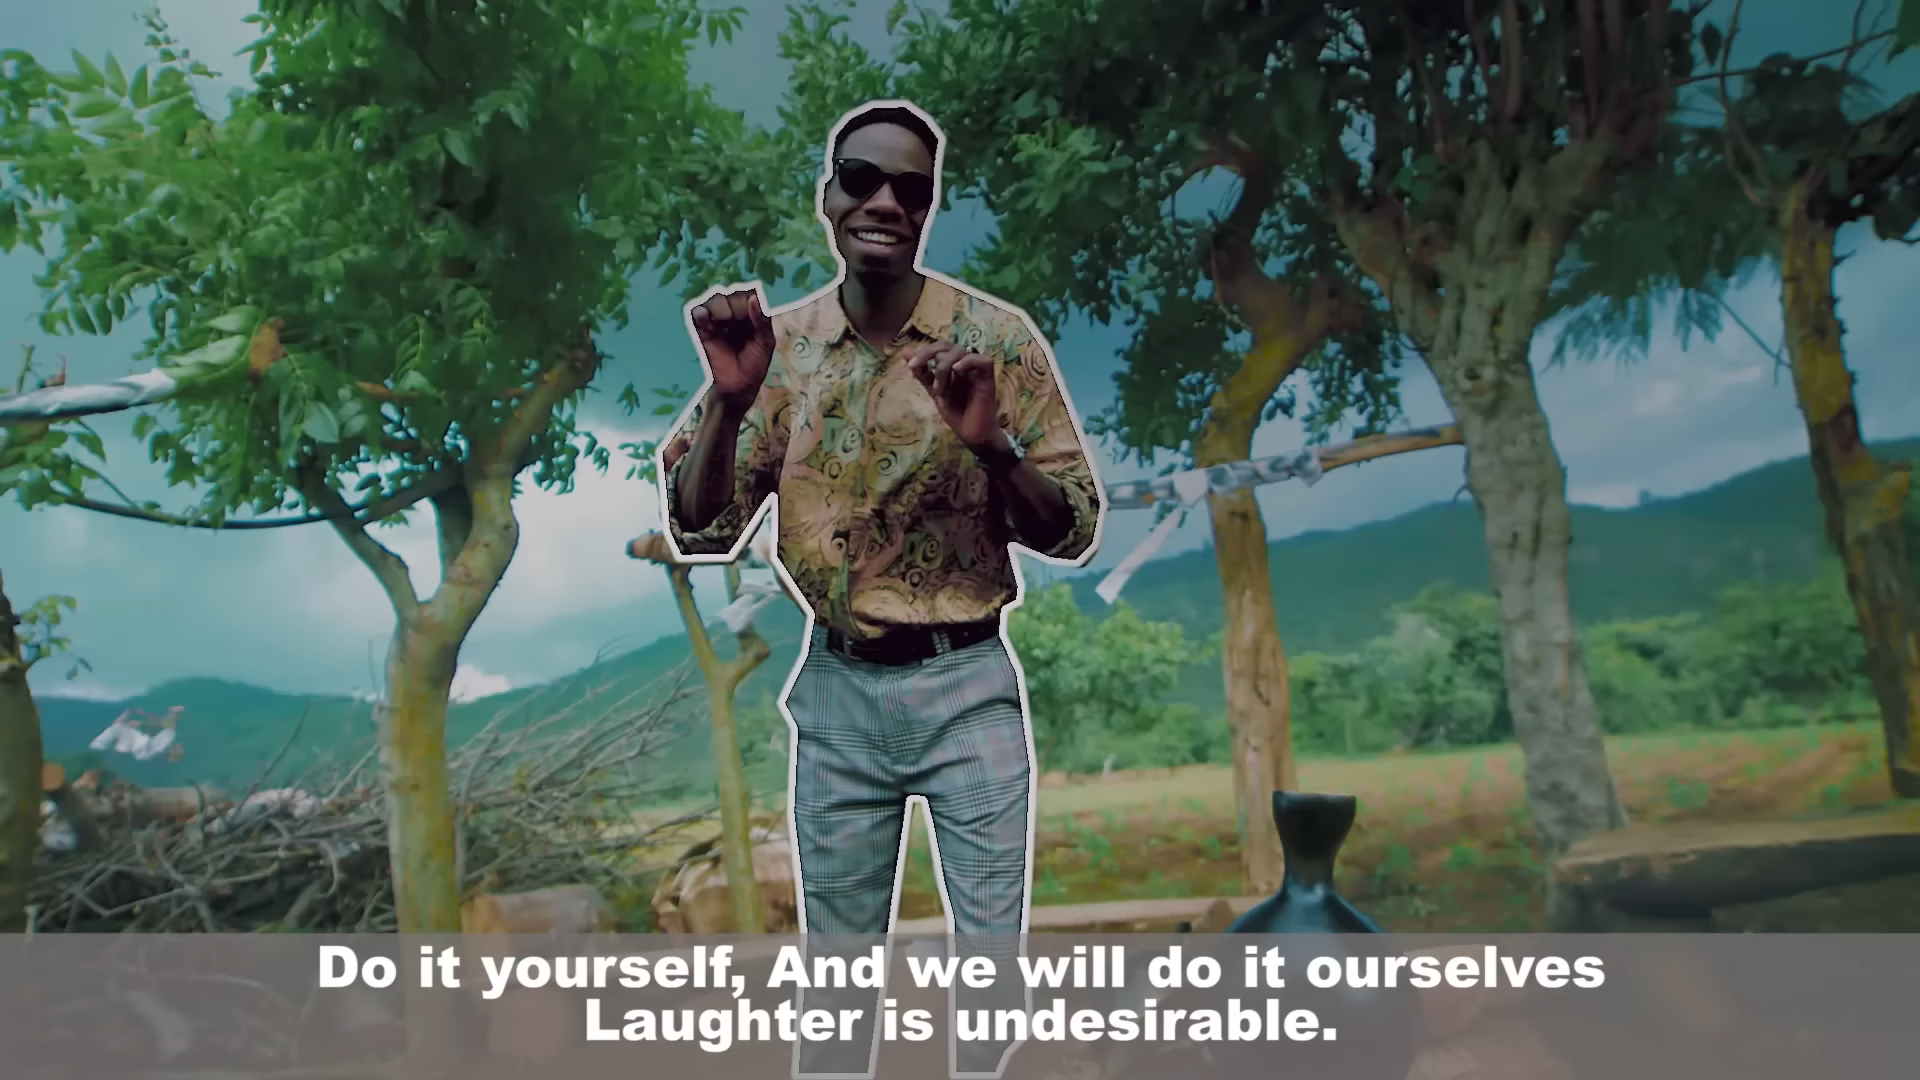 Do it yourself, And we will do it ourselves
Laughter is undesirable.